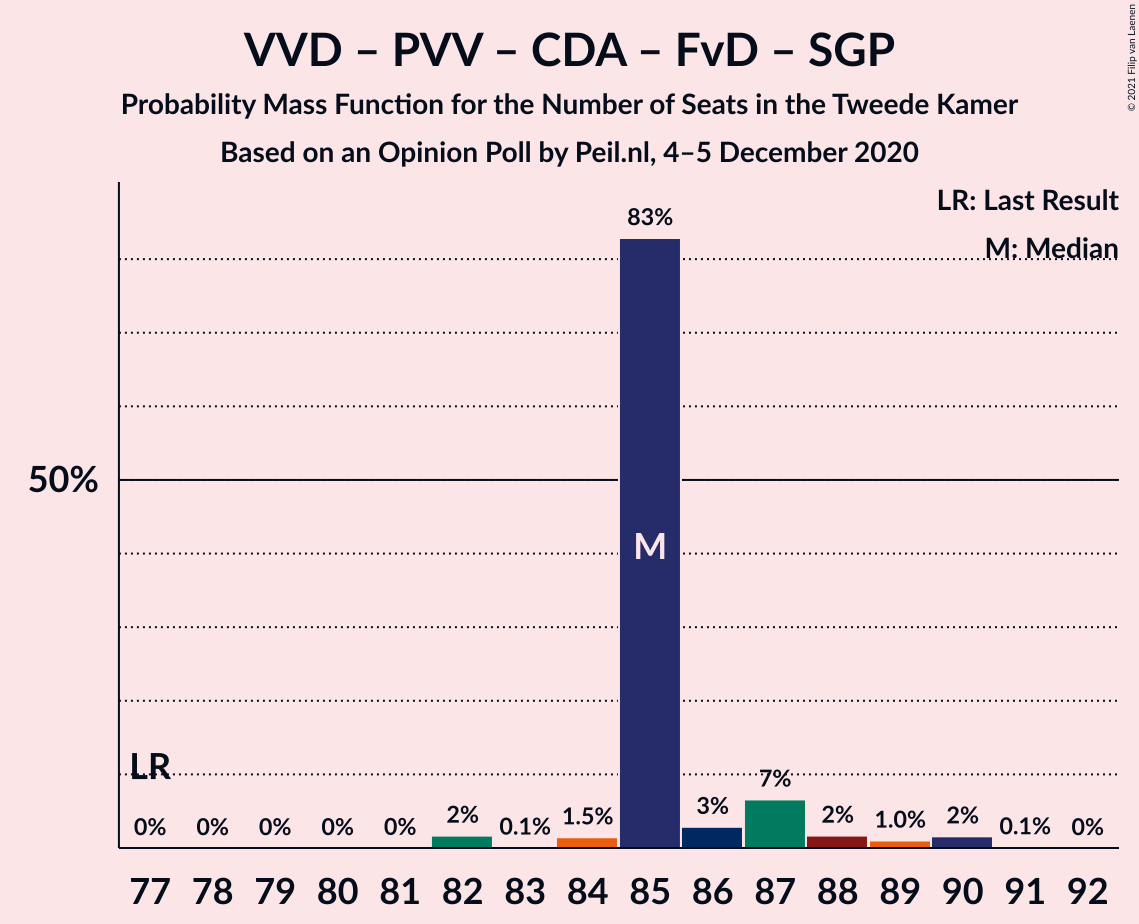 VVD – PVV – CDA – FvD – SGP
Probability Mass Function for the Number of Seats in the Tweede Kamer
Based on an Opinion Poll by Peil.nl, 4–5 December 2020
© 2021 Filip van Laenen
LR: Last Result
M: Median
83%
50%
M
LR
0% 0% 0% 0% 0% 2% 0.1% 1.5% 3% 7% 2% 1.0% 2% 0.1% 0%
77 78 79 80 81 82 83 84 85 86 87 88 89 90 91 92